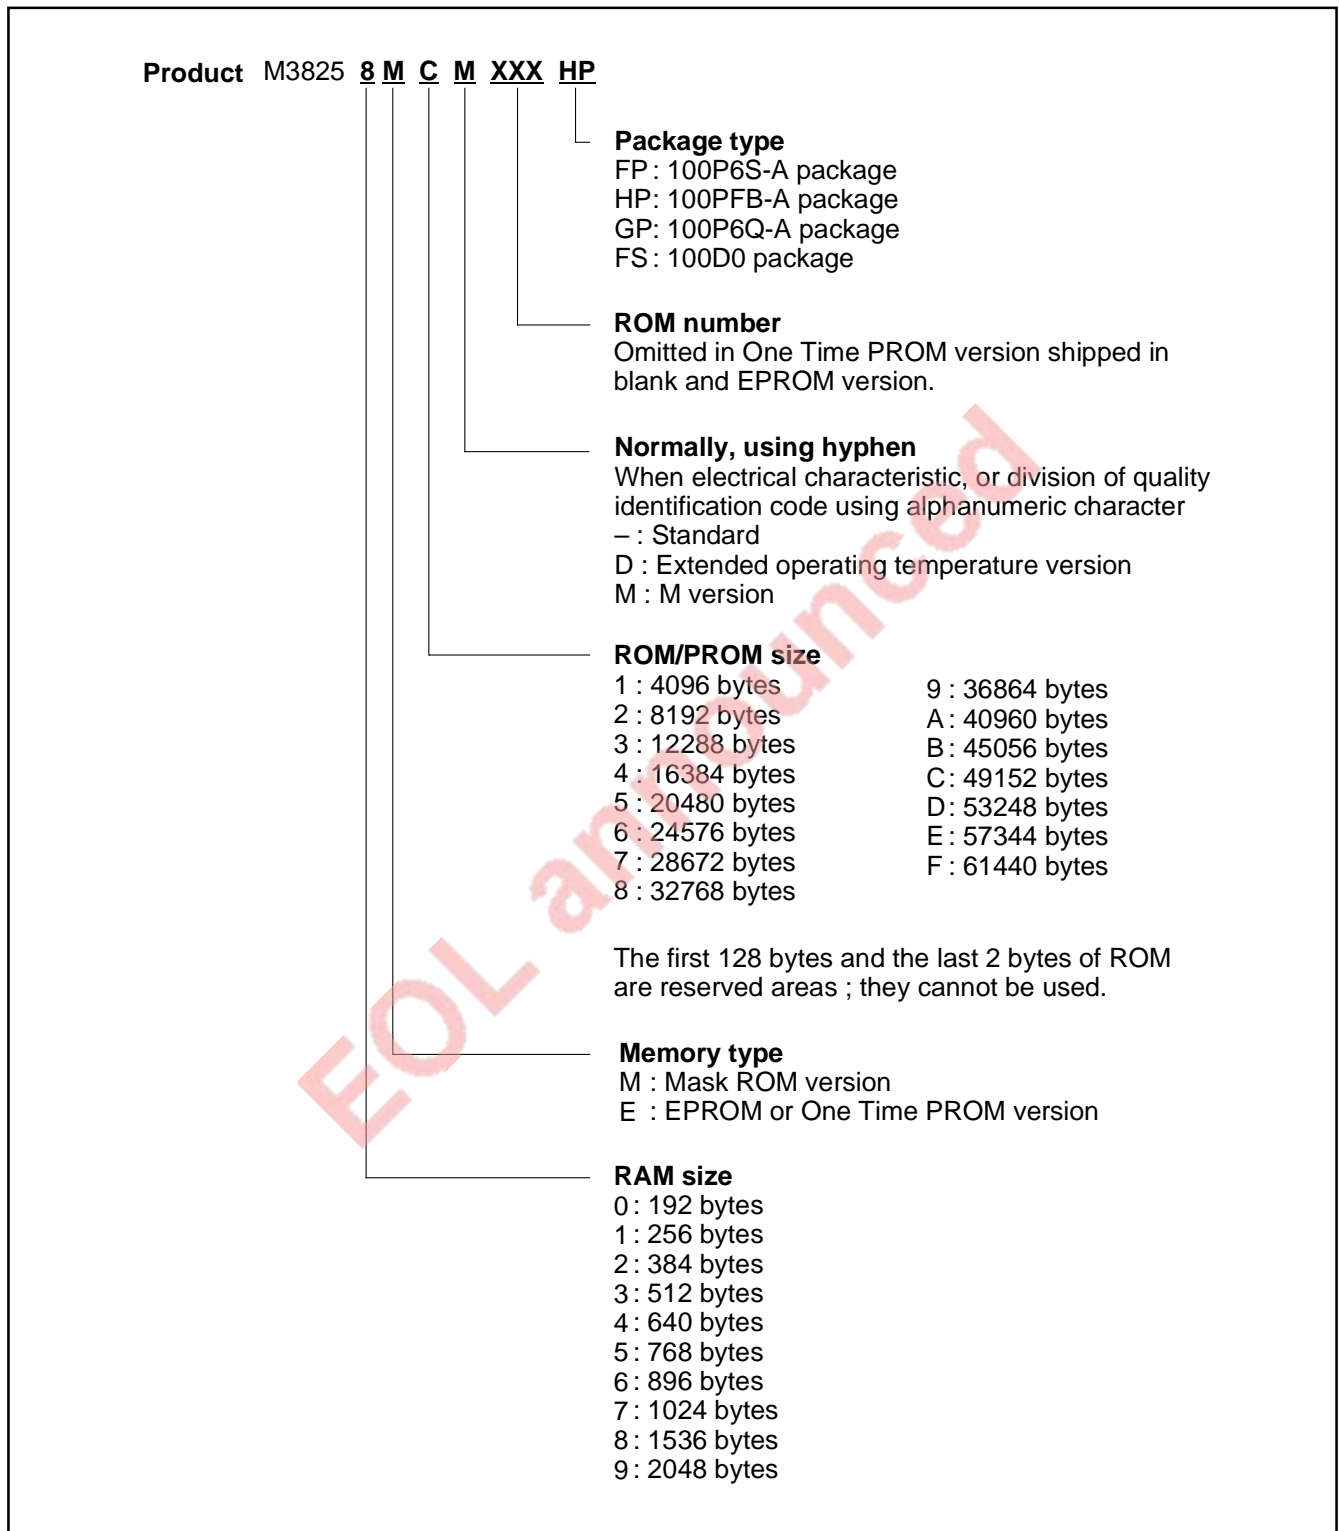 Product M3825 8 M C M XXX HP
Package type
FP : 100P6S-A package
HP: 100PFB-A package
GP: 100P6Q-A package
FS : 100D0 package
ROM number
Omitted in One Time PROM version shipped in
blank and EPROM version.
Normally, using hyphen
When electrical characteristic, or division of quality
identification code using alphanumeric character
– : Standard
D : Extended operating temperature version
M : M version
ROM/PROM size
1 : 4096 bytes
2 : 8192 bytes
3 : 12288 bytes
4 : 16384 bytes
5 : 20480 bytes
6 : 24576 bytes
7 : 28672 bytes
8 : 32768 bytes
9 : 36864 bytes
A : 40960 bytes
B : 45056 bytes
C: 49152 bytes
D: 53248 bytes
E : 57344 bytes
F : 61440 bytes
The first 128 bytes and the last 2 bytes of ROM
are reserved areas ; they cannot be used.
Memory type
M : Mask ROM version
E : EPROM or One Time PROM version
RAM size
0 : 192 bytes
1 : 256 bytes
2 : 384 bytes
3 : 512 bytes
4 : 640 bytes
5 : 768 bytes
6 : 896 bytes
7 : 1024 bytes
8 : 1536 bytes
9 : 2048 bytes
EOL announced